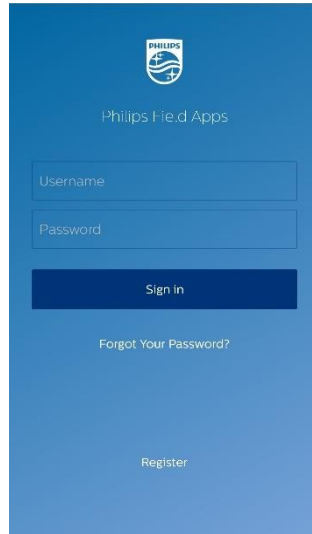 PHILIPS
Philips Field Apps
Username
Password
Sign in
Forgot Your Password?
Register